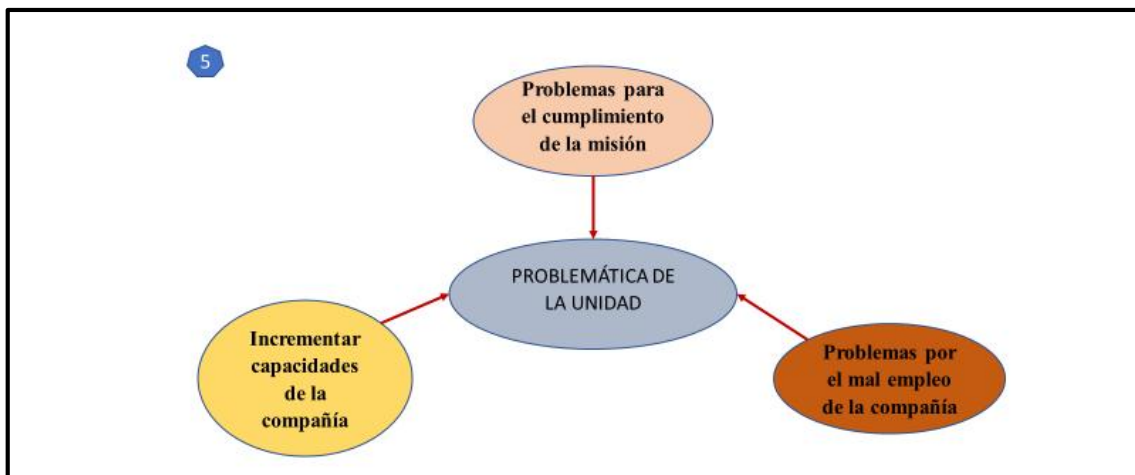 5
Problemas para
el cumplimiento
de la misión
PROBLEMÁTICA DE
LA UNIDAD
Incrementar
capacidades
de la
compañía
Problemas por
el mal empleo
de la compañía